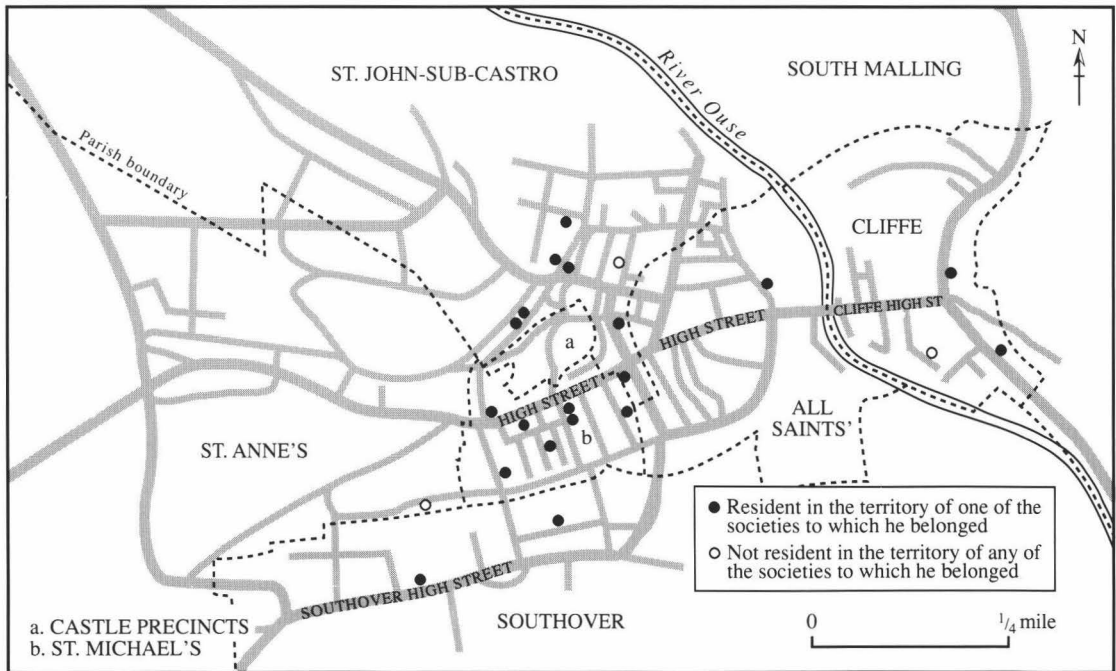 ST. JOHN-SUB-CASTRO
SOUTH MALLING
N
River Ouse
Parish boundary
CLIFFE
HIGH STREET
CLIFFE HIGH ST
a
HIGH STREET
b
ALL
SAINTS'
ST. ANNE'S
Resident in the territory of one of the
societies to which he belonged
Not resident in the territory of any of
the societies to which he belonged
SOUTHOVER HIGH STREET
SOUTHOVER
0 1/4 mile
a. CASTLE PRECINCTS
b. ST. MICHAEL'S